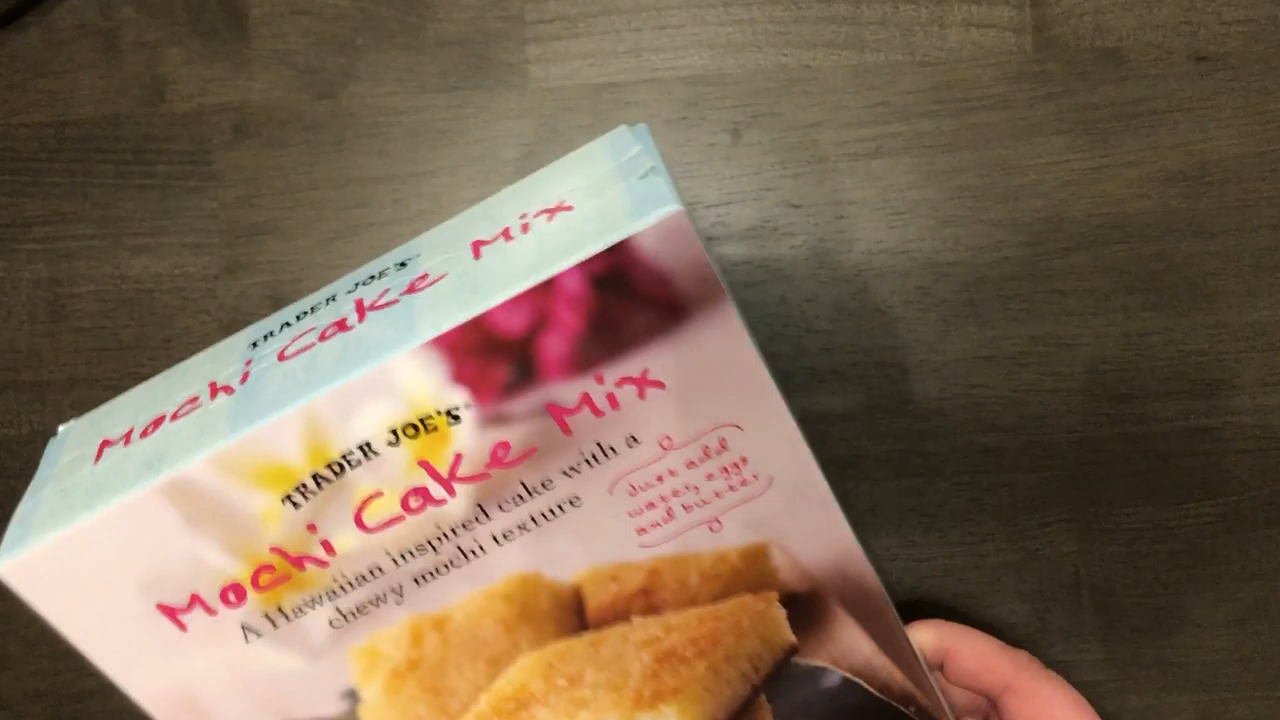 TRADER JOE'S
Mochi Cake Mix
TRADER JOE'S
Mochi Cake Mix
A Hawaiian inspired cake with a
chewy mochi texture
Just add
water, eggs
and butter